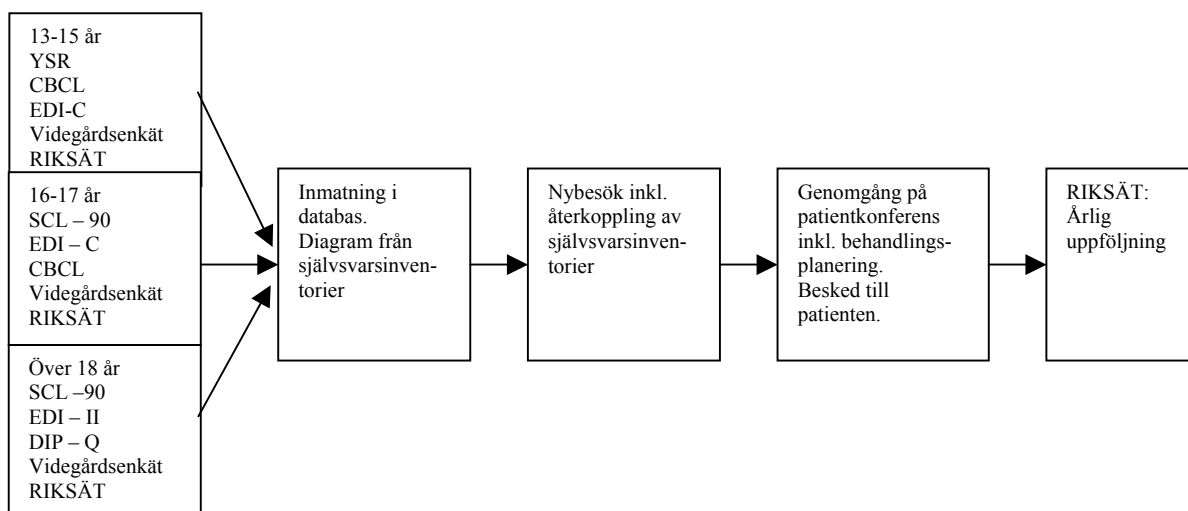 13-15 år
YSR
CBCL
EDI-C
Videgårdsenkät
RIKSÄT
16-17 år
SCL – 90
EDI – C
CBCL
Videgårdsenkät
RIKSÄT
Över 18 år
SCL –90
EDI – II
DIP – Q
Videgårdsenkät
RIKSÄT
Inmatning i
databas.
Diagram från
självsvarsinven-
torier
Nybesök inkl.
återkoppling av
självsvarsinven-
torier
Genomgång på
patientkonferens
inkl. behandlings-
planering.
Besked till
patienten.
RIKSÄT:
Årlig
uppföljning